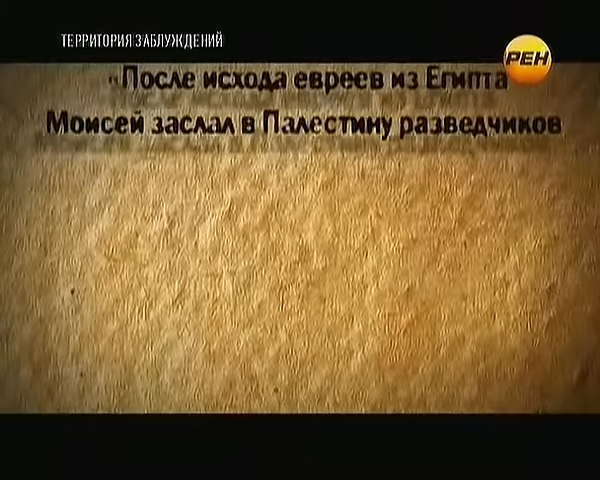 ТЕРРИТОРИЯ ЗАБЛУЖДЕНИЙ
РЕН
«После исхода евреев из Египта
Моисей заслал в Палестину разведчиков